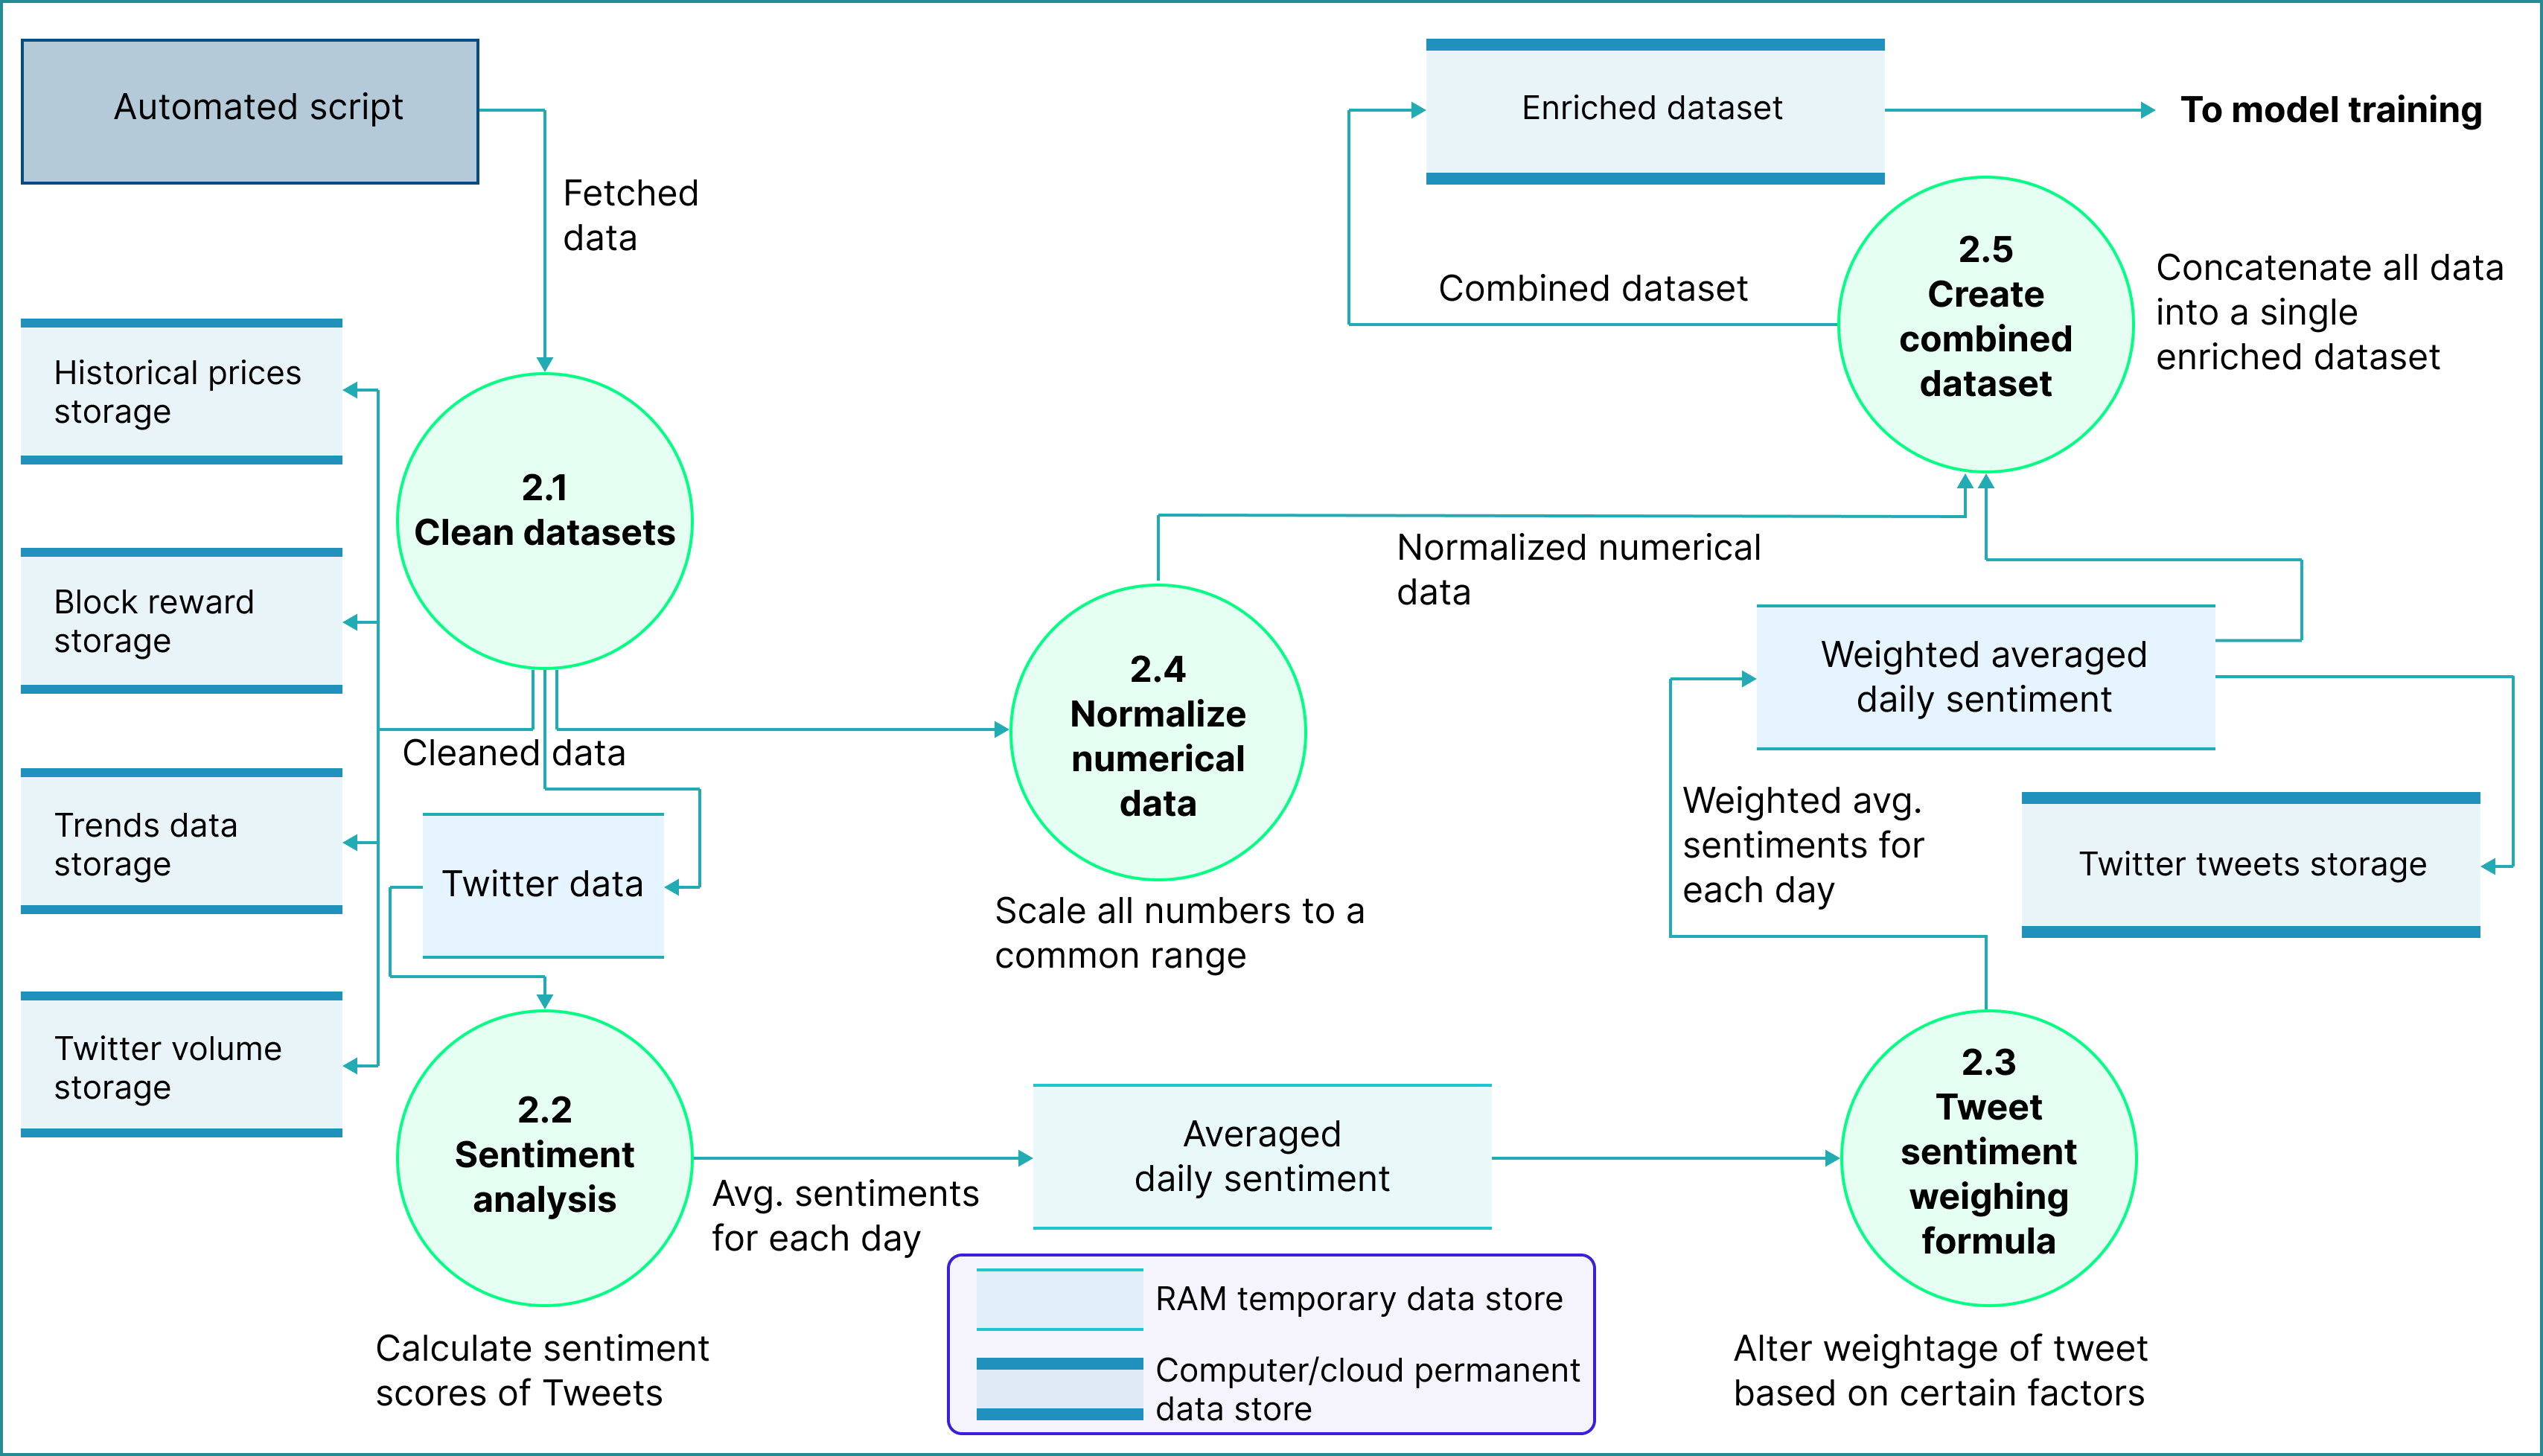 Automated script
Fetched
data
Historical prices
storage
Block reward
storage
Trends data
storage
Twitter volume
storage
2.1
Clean datasets
Cleaned data
Twitter data
2.2
Sentiment
analysis
Calculate sentiment
scores of Tweets
Avg. sentiments
for each day
2.4
Normalize
numerical
data
Scale all numbers to a
common range
Averaged
daily sentiment
RAM temporary data store
Computer/cloud permanent
data store
Enriched dataset
To model training
Combined dataset
2.5
Create
combined
dataset
Concatenate all data
into a single
enriched dataset
Normalized numerical
data
Weighted averaged
daily sentiment
Weighted avg.
sentiments for
each day
Twitter tweets storage
2.3
Tweet
sentiment
weighing
formula
Alter weightage of tweet
based on certain factors